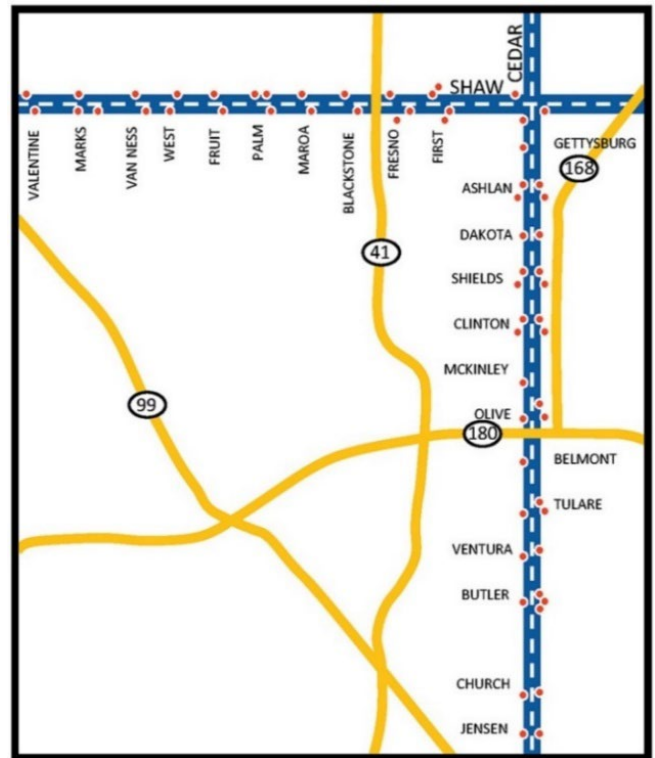 CEDAR
SHAW
VALENTINE
MARKS
VAN NESS
WEST
FRUIT
PALM
MAROA
BLACKSTONE
FRESNO
FIRST
GETTYSBURG
168
ASHLAN
DAKOTA
41
SHIELDS
CLINTON
MCKINLEY
99
OLIVE
180
BELMONT
TULARE
VENTURA
BUTLER
CHURCH
JENSEN